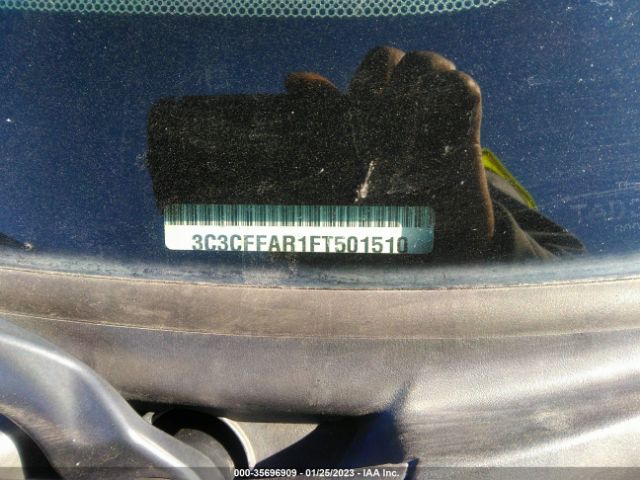 3C3CFFAR1FT501510
000-35696909 - 01/25/2023 - IAA Inc.